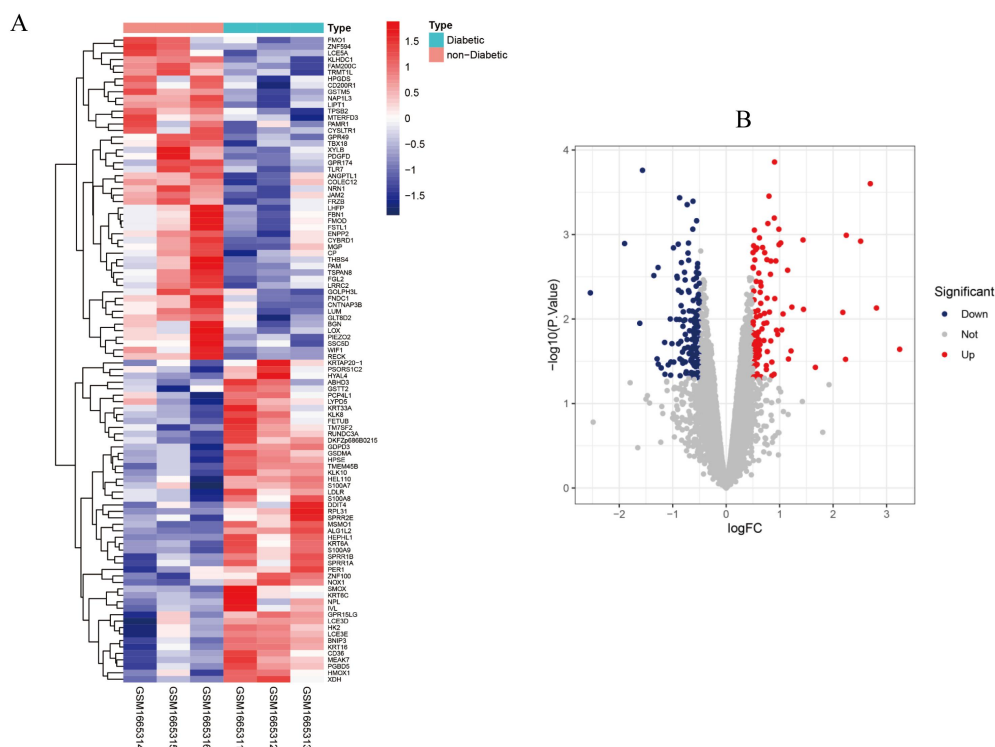 A
Type
FMO1
ZNF594
LCE5A
KLHDC1
FAM200C
TRMT1L
HPGDS
CD200R1
GSTM5
NAP1L3
LIPT1
TPSB2
MTERFD3
PAMR1
CYSLTR1
GPR49
TBX18
XYLB
PDGFD
GPR174
TLR7
ANGPTL1
COLEC12
NRN1
JAM2
FRZB
LHFP
FBN1
FMOD
FSTL1
ENPP2
CYBRD1
MGP
CP
THBS4
PAM
TSPAN8
FGL2
LRRC2
GOLPH3L
FNDC1
CNTNAP3B
LUM
GLT8D2
BGN
LOX
PIEZO2
SSC5D
WIF1
RECK
KRTAP20-1
PSORS1C2
HYAL4
ABHD3
GSTT2
PCP4L1
LYPD5
KRT33A
KLK8
FETUB
TM7SF2
RUNDC3A
DKFZp686B0215
GDPD3
GSDMA
HPSE
TMEM45B
KLK10
HEL110
S100A7
LDLR
S100A8
DDIT4
RPL31
SPRR2E
MSMO1
ALG1L2
HEPHL1
KRT6A
S100A9
SPRR1B
SPRR1A
PER1
ZNF100
NOX1
SMOX
KRT6C
NPL
IVL
GPR15LG
LCE3D
HK2
LCE3E
BNIP3
KRT16
CD36
MEAK7
PGBD5
HMOX1
XDH
1.5
1
0.5
0
−0.5
−1
−1.5
Type
Diabetic
non-Diabetic
B
4
3
2
1
0
−log10(P.Value)
−2
−1
0
1
2
3
logFC
Significant
Down
Not
Up